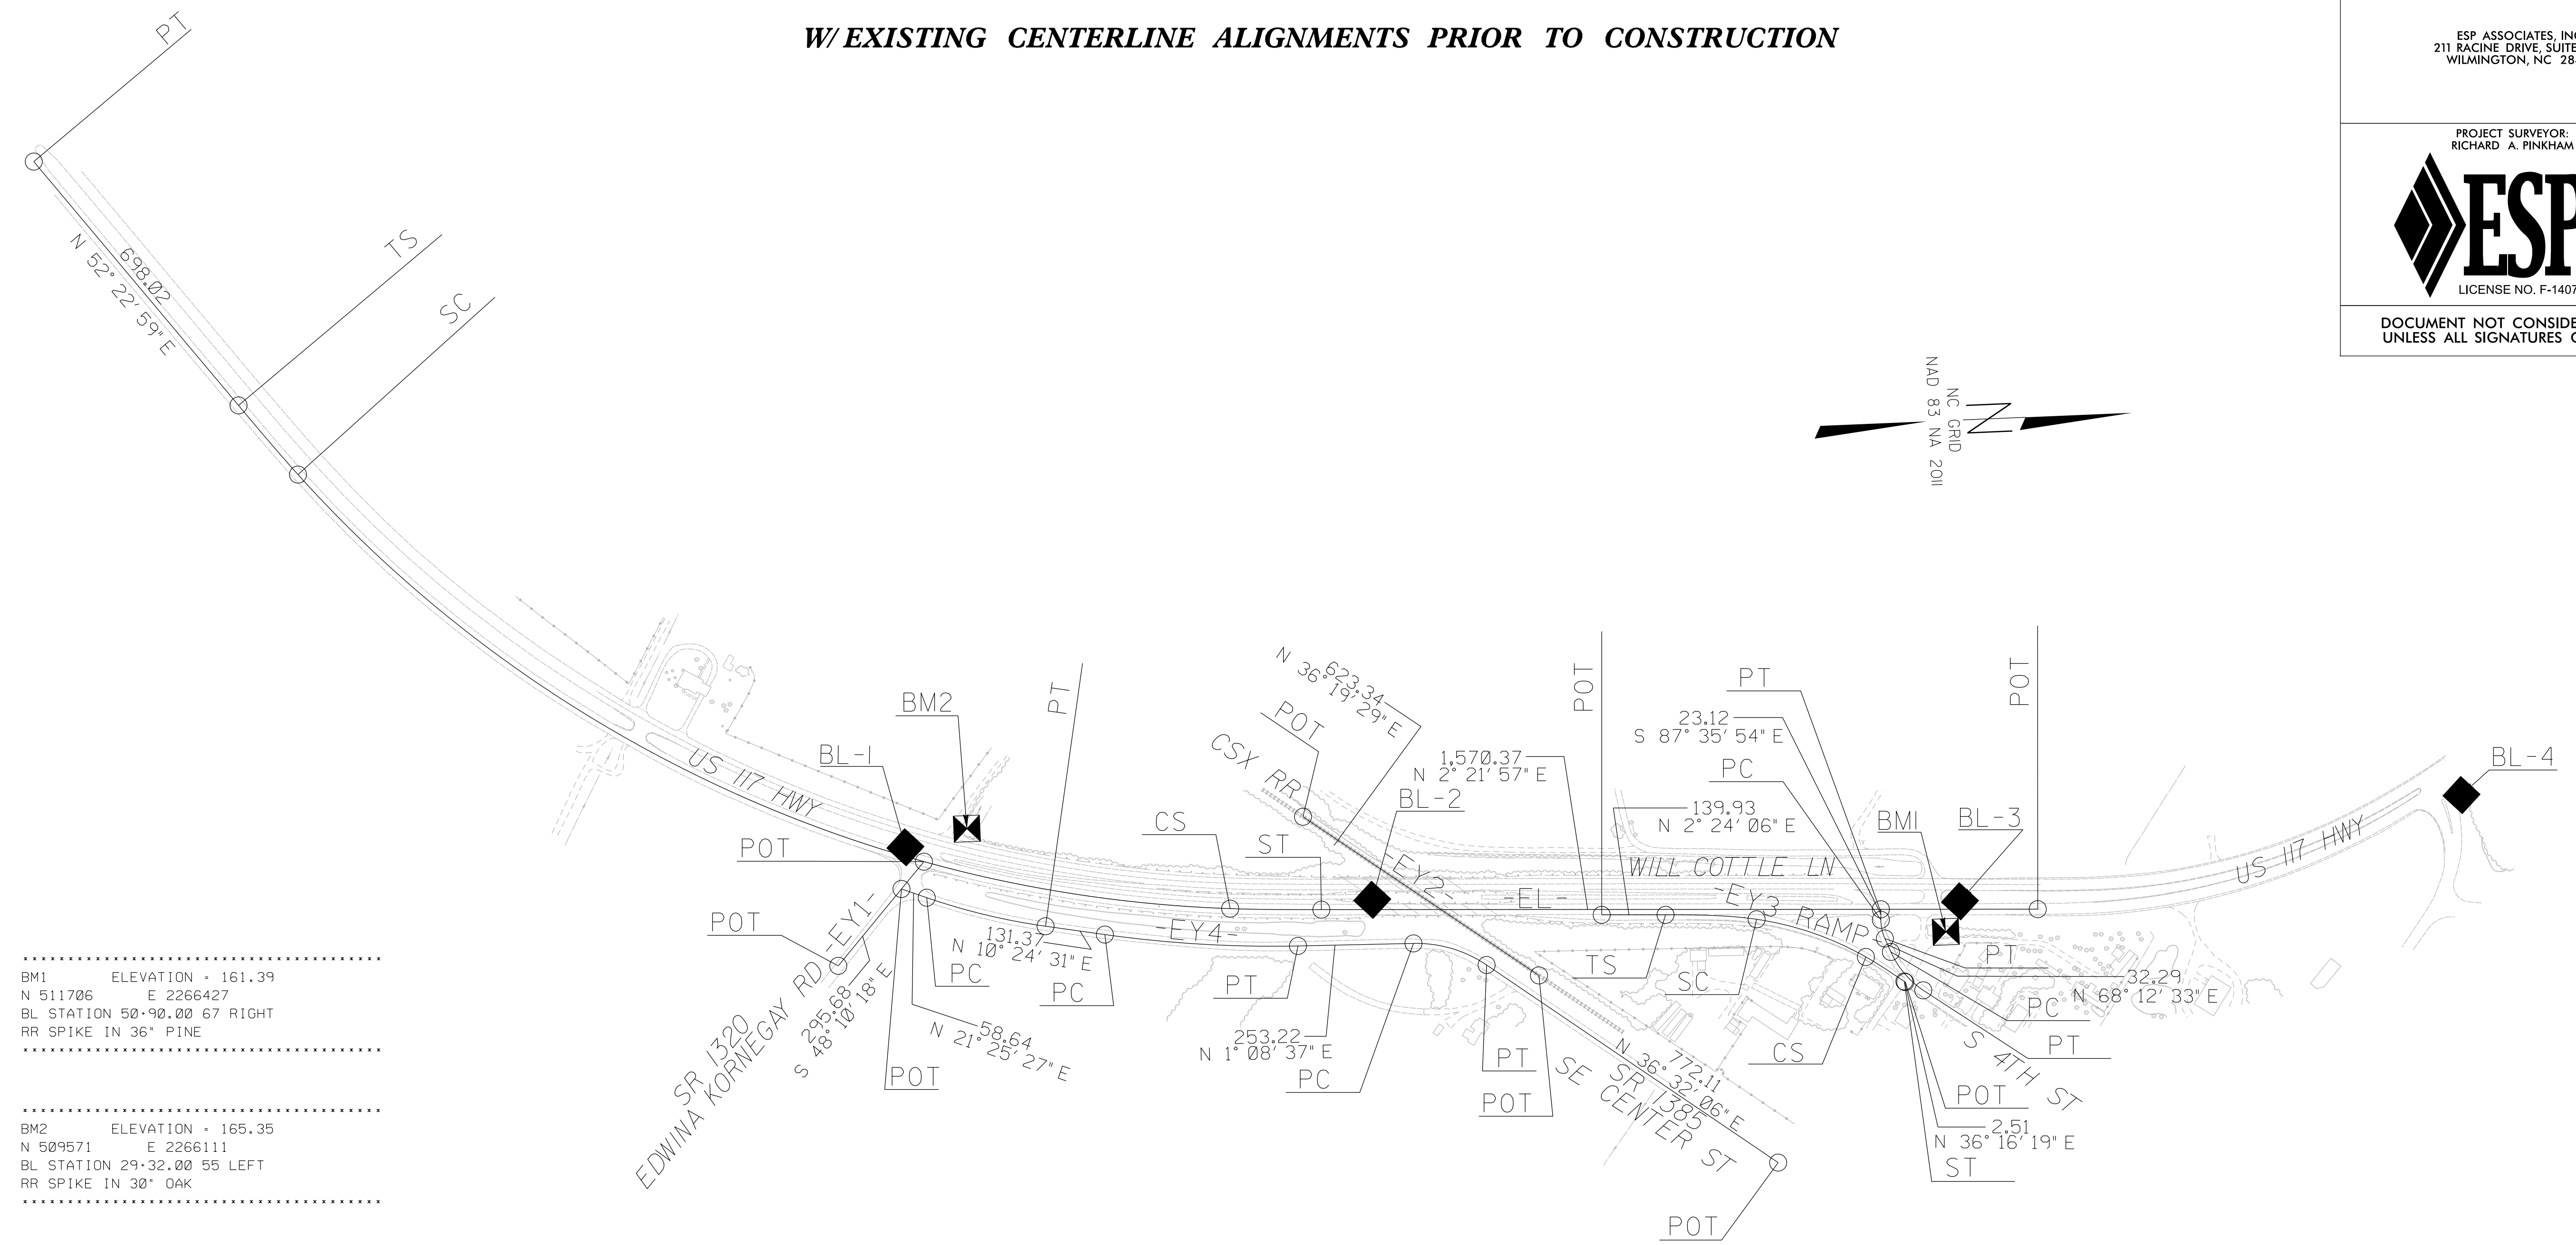 W/ EXISTING CENTERLINE ALIGNMENTS PRIOR TO CONSTRUCTION
ESP ASSOCIATES,
211 RACINE DRIVE,
WILMINGTON, NC
PROJECT SURVEYOR:
RICHARD A. PINKHAM
ESP
LICENSE NO. F-1407
DOCUMENT NOT
UNLESS ALL SIGNATURES
PT
TS
SC
698.02
N 52° 22' 59" E
NC GRID
NAD 83 NA 2011
US 117 HWY
BL-1
BM2
PT
POT
POT
-EY1-
SR 1320
EDWINA KORNEGAY RD
295.68
S 48° 10' 18" E
POT
58.64
N 21° 25' 27" E
PC
131.37
N 10° 24' 31" E
PC
-EY4-
CS
ST
PT
253.22
N 1° 08' 37" E
PC
623.34
N 36° 19' 29" E
POT
CSX RR
-EY2-
BL-2
1,570.37
N 2° 21' 57" E
-EL-
POT
139.93
N 2° 24' 06" E
WILL COTTLE LN
-EY3 RAMP-
PT
23.12
S 87° 35' 54" E
PC
BM1
BL-3
POT
BL-4
US 117 HWY
TS
SC
CS
PT
POT
772.11
N 36° 32' 06" E
SR 1385
SE CENTER ST
POT
PT
32.29
N 68° 12' 33" E
PC
PT
S 4TH ST
POT
2.51
N 36° 16' 19" E
ST
BM1 ELEVATION = 161.39
N 511706 E 2266427
BL STATION 50+90.00 67 RIGHT
RR SPIKE IN 36" PINE
BM2 ELEVATION = 165.35
N 509571 E 2266111
BL STATION 29+32.00 55 LEFT
RR SPIKE IN 30" OAK